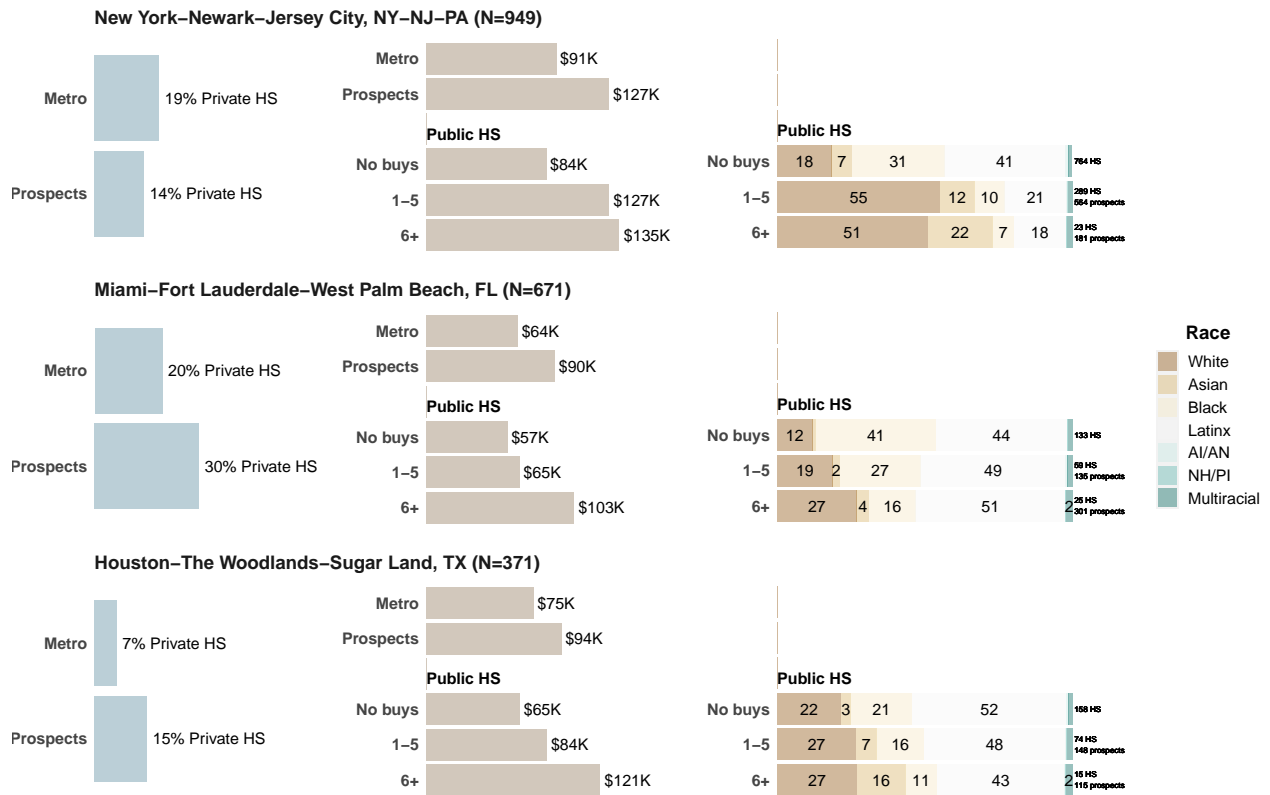 New York−Newark−Jersey City, NY−NJ−PA (N=949)
Metro
19% Private HS
Prospects
14% Private HS
Metro
$91K
Prospects
$127K
Public HS
No buys
$84K
1−5
$127K
6+
$135K
Public HS
No buys
18 7 31 41
764 HS
1−5
55 12 10 21
289 HS
564 prospects
6+
51 22 7 18
23 HS
181 prospects
Miami−Fort Lauderdale−West Palm Beach, FL (N=671)
Metro
20% Private HS
Prospects
30% Private HS
Metro
$64K
Prospects
$90K
Public HS
No buys
$57K
1−5
$65K
6+
$103K
Public HS
No buys
12 41 44
133 HS
1−5
19 2 27 49
59 HS
135 prospects
6+
27 4 16 51 2
25 HS
301 prospects
Race
White
Asian
Black
Latinx
AI/AN
NH/PI
Multiracial
Houston−The Woodlands−Sugar Land, TX (N=371)
Metro
7% Private HS
Prospects
15% Private HS
Metro
$75K
Prospects
$94K
Public HS
No buys
$65K
1−5
$84K
6+
$121K
Public HS
No buys
22 3 21 52
158 HS
1−5
27 7 16 48
74 HS
148 prospects
6+
27 16 11 43 2
15 HS
115 prospects